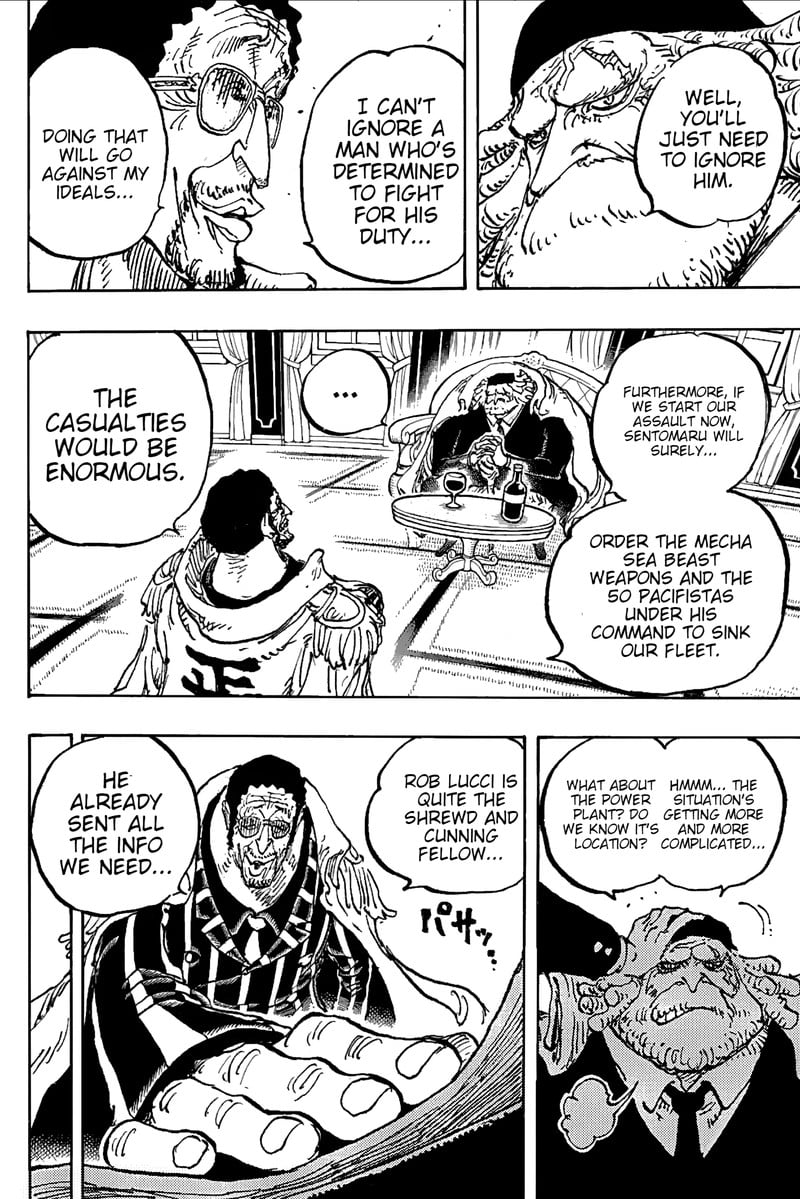 WELL,
YOU'LL
JUST NEED
TO IGNORE
HIM.
I CAN'T
IGNORE A
MAN WHO'S
DETERMINED
TO FIGHT
FOR HIS
DUTY...
DOING THAT
WILL GO
AGAINST MY
IDEALS...
FURTHERMORE, IF
WE START OUR
ASSAULT NOW,
SENTOMARU WILL
SURELY...
ORDER THE MECHA
SEA BEAST
WEAPONS AND THE
50 PACIFISTAS
UNDER HIS
COMMAND TO SINK
OUR FLEET.
...
THE
CASUALTIES
WOULD BE
ENORMOUS.
正
HMMM... THE
SITUATION'S
GETTING MORE
AND MORE
COMPLICATED...
WHAT ABOUT
THE POWER
PLANT? DO
WE KNOW IT'S
LOCATION?
ROB LUCCI IS
QUITE THE
SHREWD AND
CUNNING
FELLOW...
パサッ...
HE
ALREADY
SENT ALL
THE INFO
WE NEED...